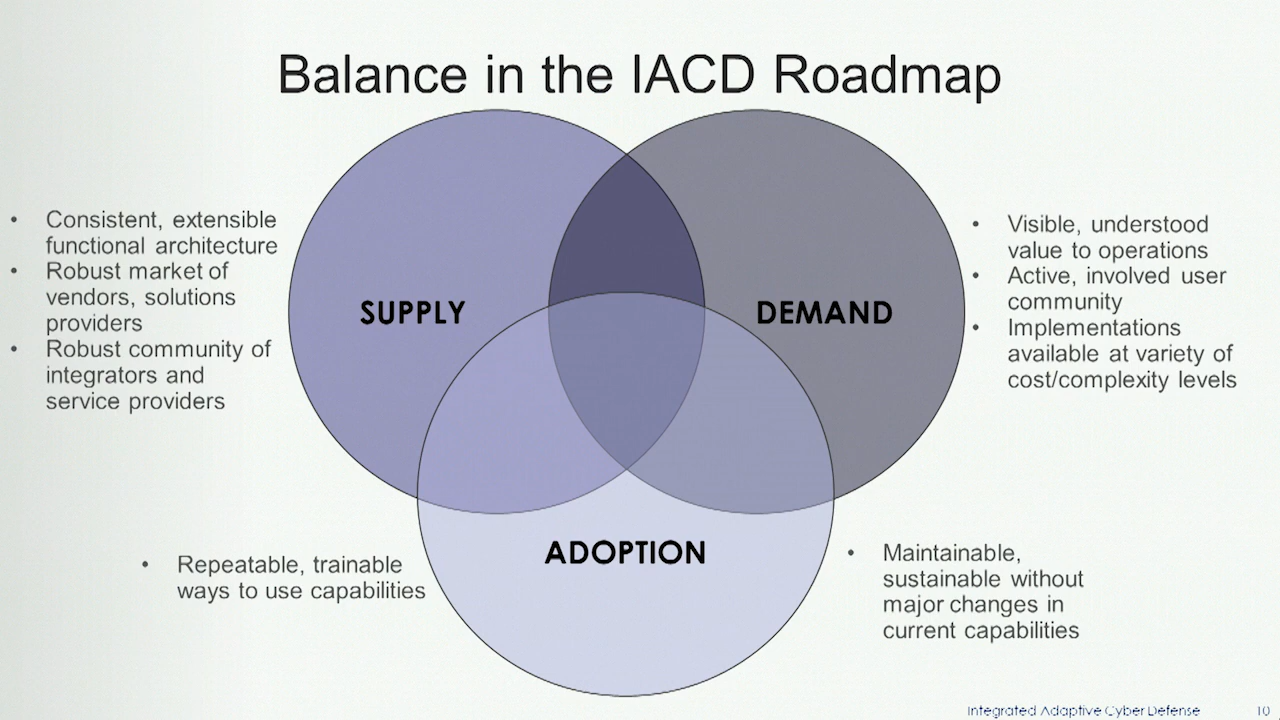 Balance in the IACD Roadmap
• Consistent, extensible
functional architecture
• Robust market of
vendors, solutions
providers
• Robust community of
integrators and
service providers
SUPPLY
DEMAND
• Visible, understood
value to operations
• Active, involved user
community
• Implementations
available at variety of
cost/complexity levels
• Repeatable, trainable
ways to use capabilities
ADOPTION
• Maintainable,
sustainable without
major changes in
current capabilities
Integrated Adaptive Cyber Defense
10